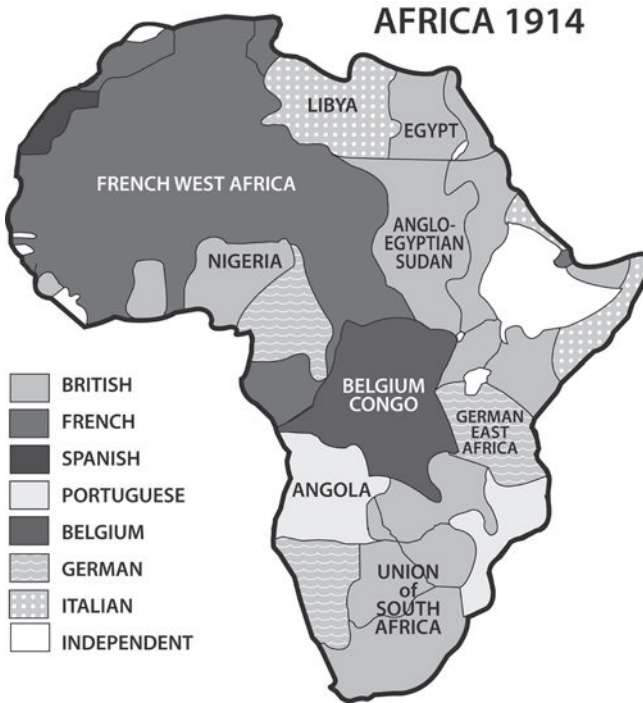 AFRICA 1914
LIBYA
EGYPT
FRENCH WEST AFRICA
ANGLO-
EGYPTIAN
SUDAN
NIGERIA
BELGIUM
CONGO
GERMAN
EAST
AFRICA
ANGOLA
UNION
of
SOUTH
AFRICA
BRITISH
FRENCH
SPANISH
PORTUGUESE
BELGIUM
GERMAN
ITALIAN
INDEPENDENT